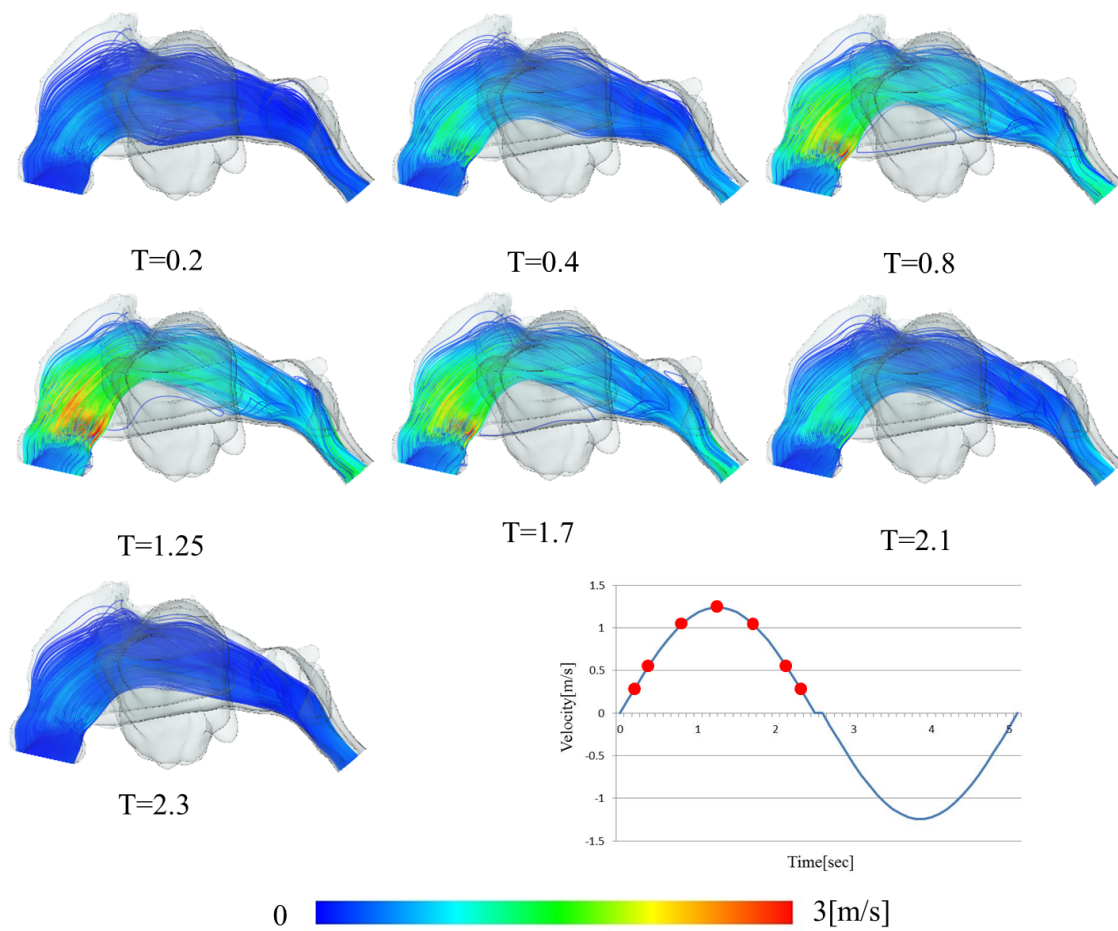 T=0.2
T=0.4
T=0.8
T=1.25
T=1.7
T=2.1
T=2.3
1.5
1
0.5
0
-0.5
-1
-1.5
0 1 2 3 4 5
Velocity[m/s]
Time[sec]
0 3[m/s]